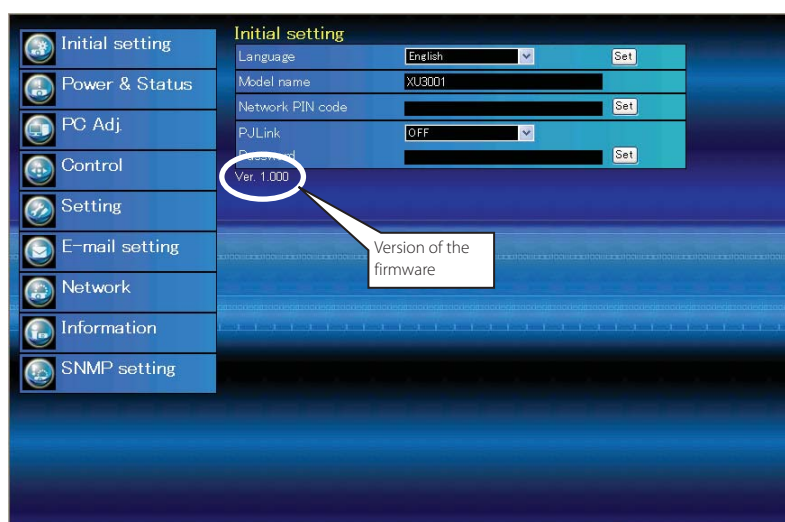 Initial setting
Power & Status
PC Adj.
Control
Setting
E-mail setting
Network
Information
SNMP setting
Initial setting
Language English Set
Model name XU3001
Network PIN code Set
PJLink OFF
Password Set
Ver. 1.000
Version of the
firmware